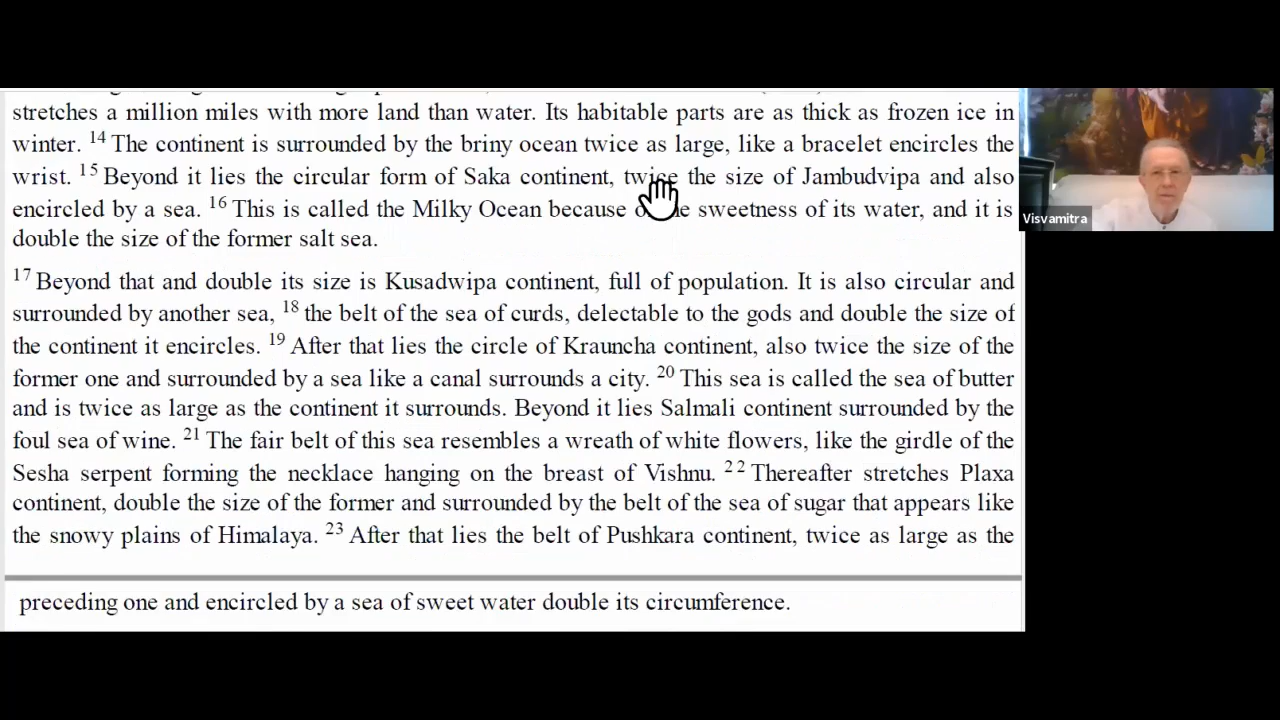 stretches a million miles with more land than water. Its habitable parts are as thick as frozen ice in
winter. 14 The continent is surrounded by the briny ocean twice as large, like a bracelet encircles the
wrist. 15 Beyond it lies the circular form of Saka continent, twice the size of Jambudvipa and also
encircled by a sea. 16 This is called the Milky Ocean because sweetness of its water, and it is
double the size of the former salt sea.
17 Beyond that and double its size is Kusadwipa continent, full of population. It is also circular and
surrounded by another sea, 18 the belt of the sea of curds, delectable to the gods and double the size of
the continent it encircles. 19 After that lies the circle of Krauncha continent, also twice the size of the
former one and surrounded by a sea like a canal surrounds a city. 20 This sea is called the sea of butter
and is twice as large as the continent it surrounds. Beyond it lies Salmali continent surrounded by the
foul sea of wine. 21 The fair belt of this sea resembles a wreath of white flowers, like the girdle of the
Sesha serpent forming the necklace hanging on the breast of Vishnu. 22 Thereafter stretches Plaxa
continent, double the size of the former and surrounded by the belt of the sea of sugar that appears like
the snowy plains of Himalaya. 23 After that lies the belt of Pushkara continent, twice as large as the
preceding one and encircled by a sea of sweet water double its circumference.
Visvamitra